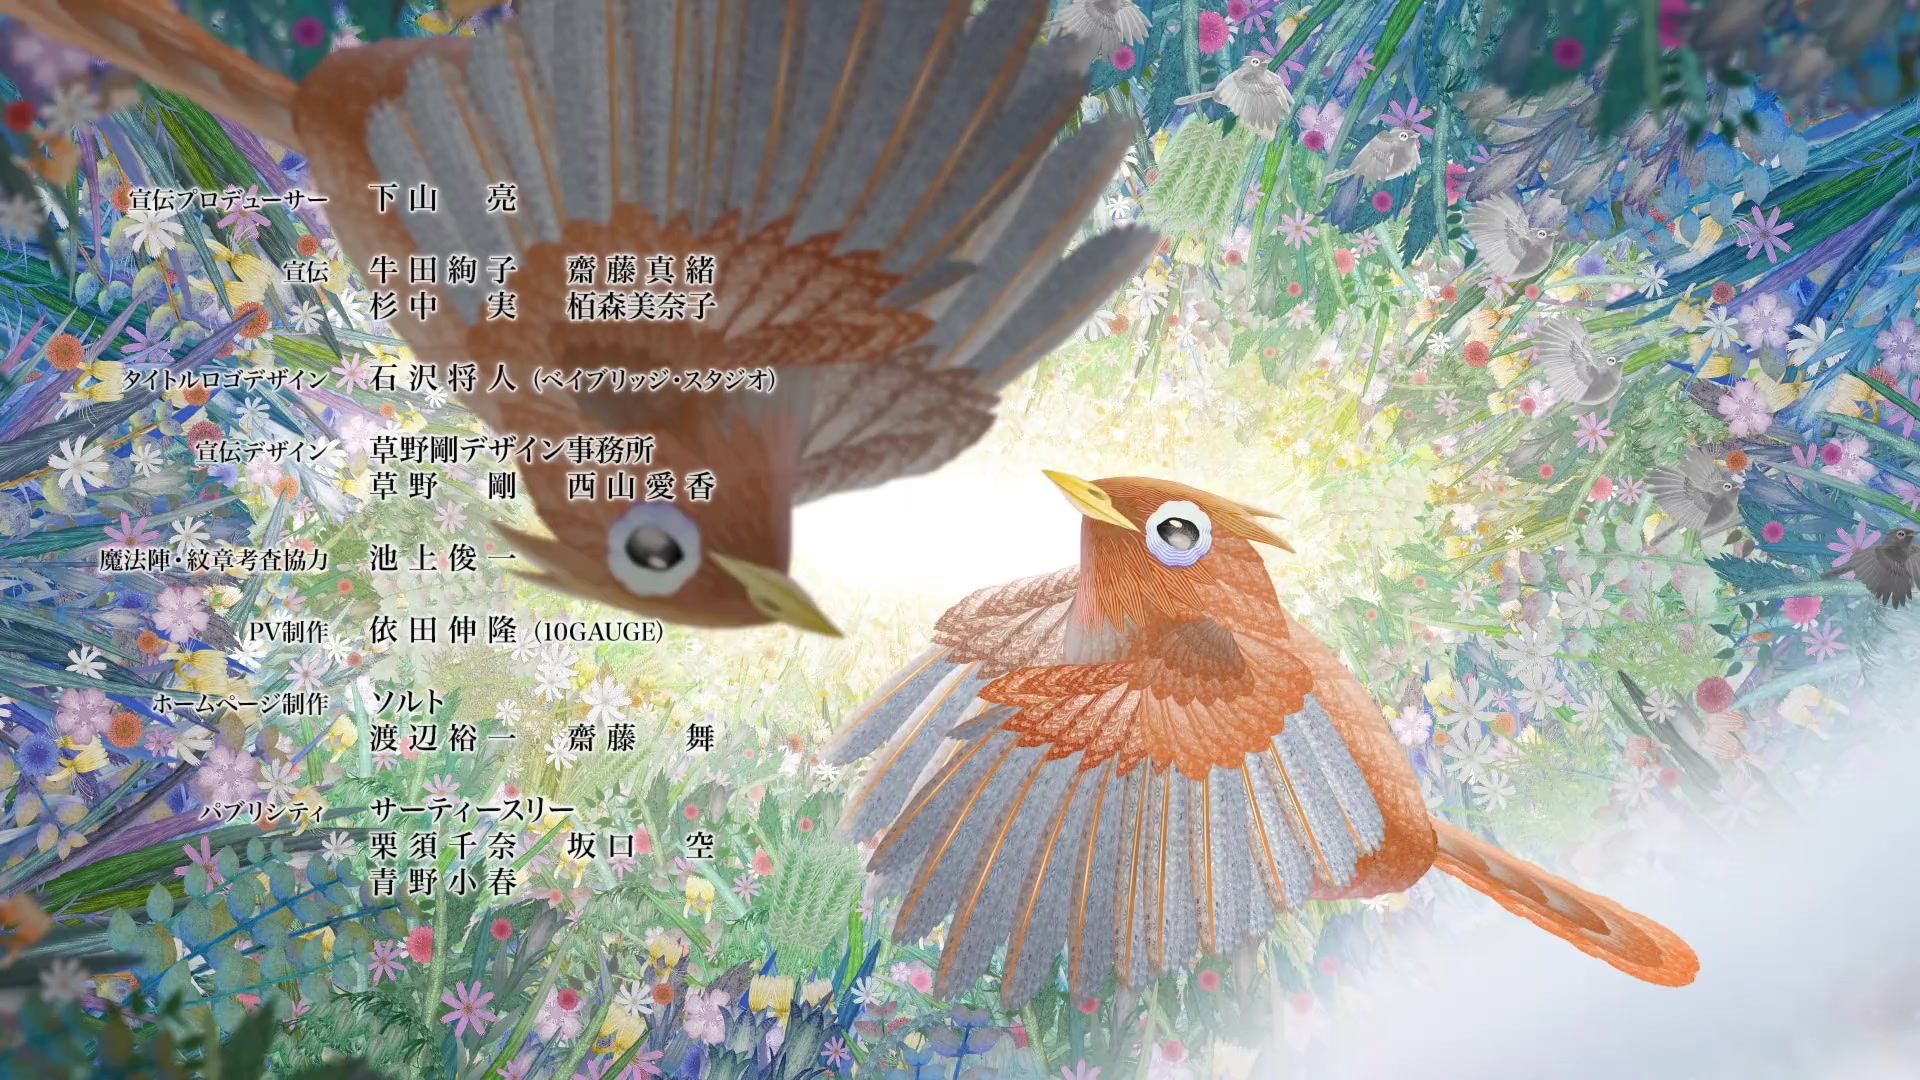 宣伝プロデューサー 下山 亮
宣伝 牛田絢子 齋藤真緒
杉中 実 栢森美奈子
タイトルロゴデザイン 石沢将人（ベイブリッジ・スタジオ）
宣伝デザイン 草野剛デザイン事務所
草野 剛 西山愛香
魔法陣・紋章考査協力 池上俊一
PV制作 依田伸隆（10GAUGE）
ホームページ制作 ソルト
渡辺裕一 齋藤 舞
パブリシティ サーティースリー
栗須千奈 坂口 空
青野小春